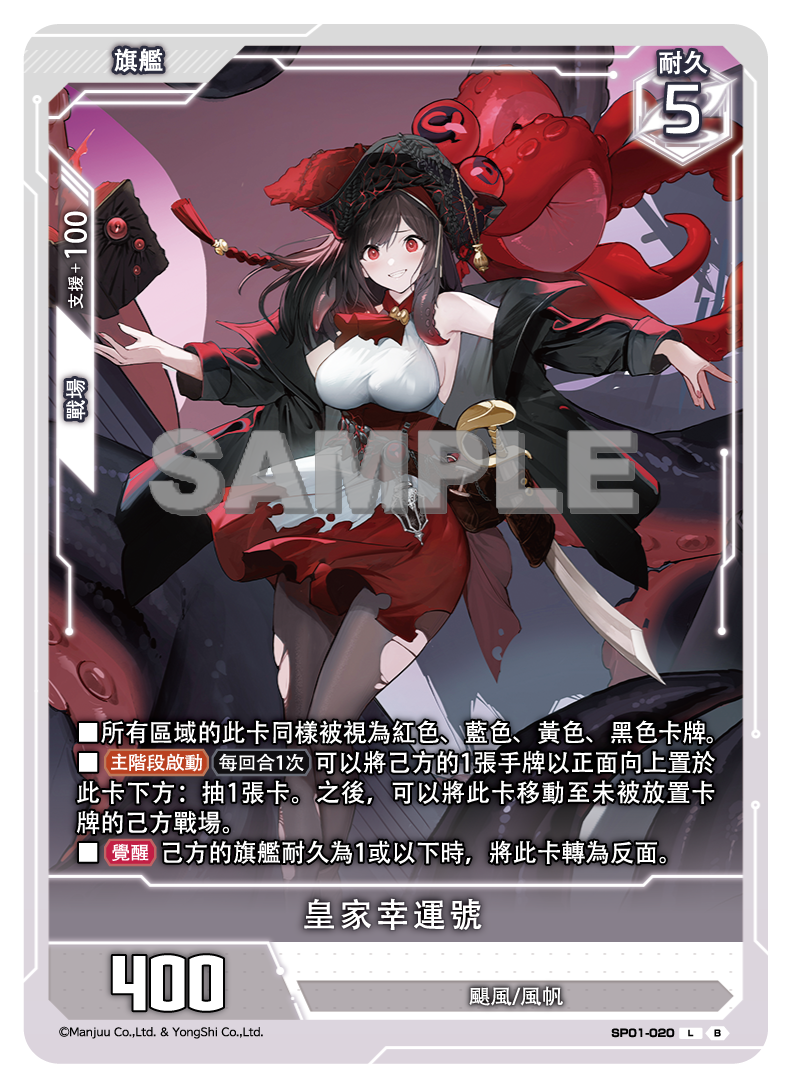 旗艦
耐久
5
支援+100
戰場
SAMPLE
■所有區域的此卡同樣被視為紅色、藍色、黃色、黑色卡牌。
■ 主階段啟動 每回合1次 可以將己方的1張手牌以正面向上置於
此卡下方：抽1張卡。之後，可以將此卡移動至未被放置卡
牌的己方戰場。
■ 覺醒 己方的旗艦耐久為1或以下時，將此卡轉為反面。
皇家幸運號
400
颶風/風帆
©Manjuu Co.,Ltd. & YongShi Co.,Ltd.
SP01-020 L B